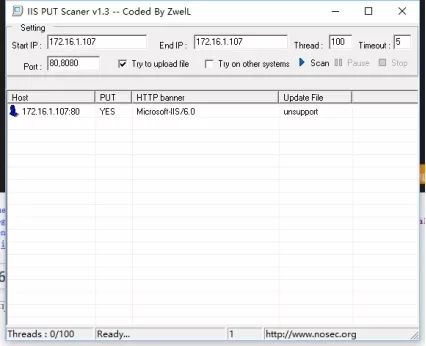 IIS PUT Scaner v1.3 -- Coded By ZwelL
Setting
Start IP : 172.16.1.107 End IP : 172.16.1.107 Thread : 100 Timeout : 5
Port : 80,8080 Try to upload file Try on other systems Scan Pause Stop
Host PUT HTTP banner Update File
172.16.1.107:80 YES Microsoft-IIS/6.0 unsupport
Threads : 0/100 Ready... 1 http://www.nosec.org